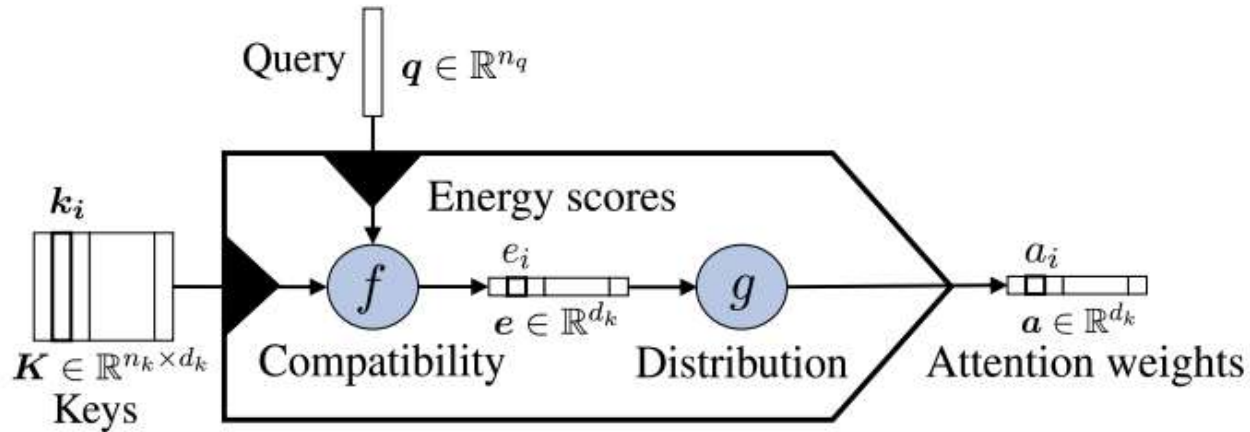 Query
q ∈ ℝ^{n_q}
Energy scores
k_i
e_i
a_i
f
g
e ∈ ℝ^{d_k}
a ∈ ℝ^{d_k}
K ∈ ℝ^{n_k×d_k}
Compatibility
Distribution
Attention weights
Keys